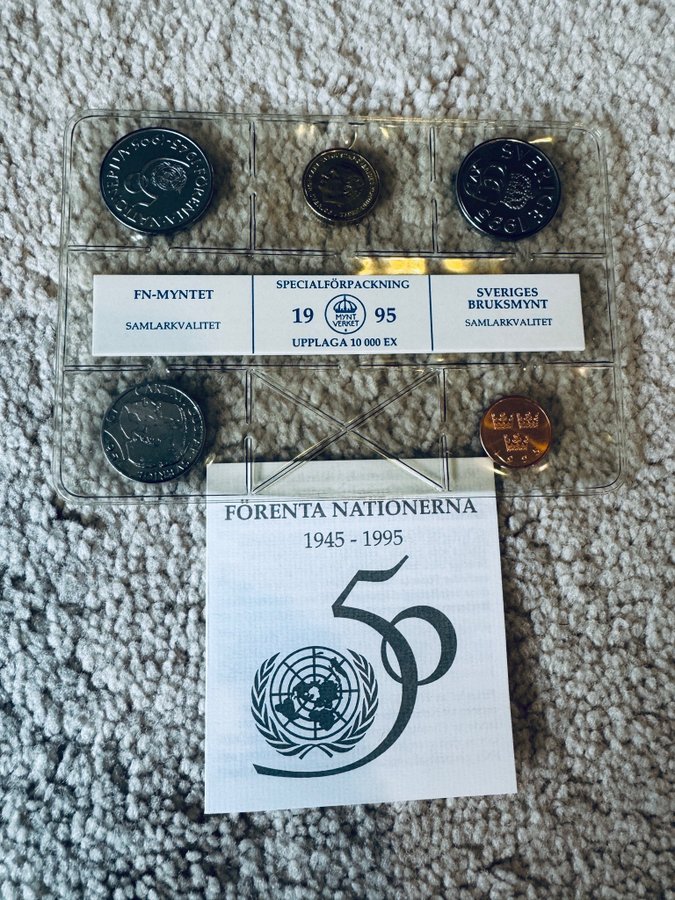 FN-MYNTET
SAMLARKVALITET
SPECIALFÖRPACKNING
19 95
MYNT
VERKET
UPPLAGA 10 000 EX
SVERIGES
BRUKSMYNT
SAMLARKVALITET
SVERIGE
FÖRENTA NATIONERNA
1945 - 1995
50